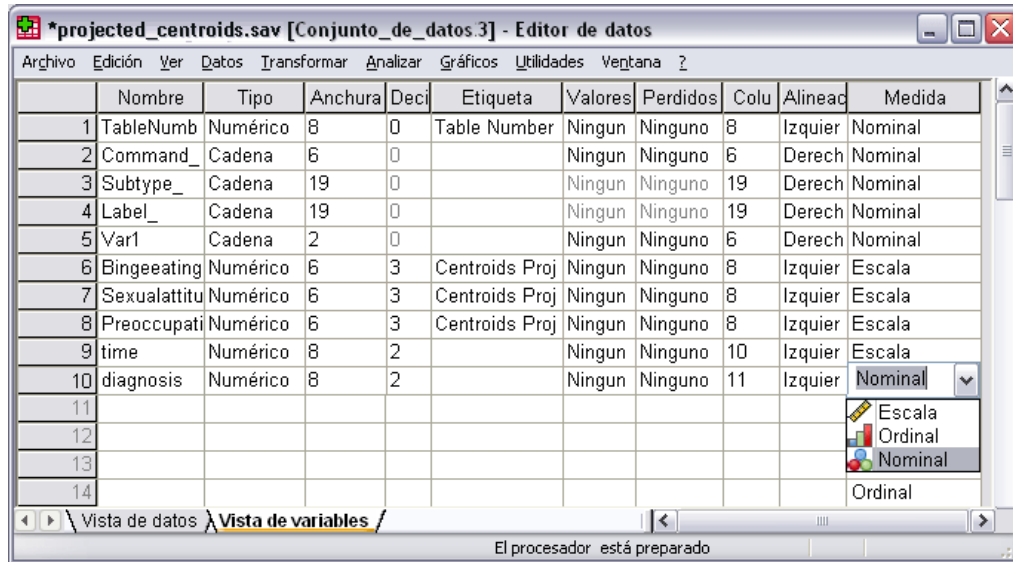 *projected_centroids.sav [Conjunto_de_datos3] - Editor de datos
Archivo Edición Ver Datos Transformar Analizar Gráficos Utilidades Ventana ?
Nombre Tipo Anchura Deci Etiqueta Valores Perdidos Colu Alineac Medida
1 TableNumb Numérico 8 0 Table Number Ningun Ninguno 8 Izquier Nominal
2 Command_ Cadena 6 0 Ningun Ninguno 6 Derech Nominal
3 Subtype_ Cadena 19 0 Ningun Ninguno 19 Derech Nominal
4 Label_ Cadena 19 0 Ningun Ninguno 19 Derech Nominal
5 Var1 Cadena 2 0 Ningun Ninguno 6 Derech Nominal
6 Bingeeating Numérico 6 3 Centroids Proj Ningun Ninguno 8 Izquier Escala
7 Sexualattitu Numérico 6 3 Centroids Proj Ningun Ninguno 8 Izquier Escala
8 Preoccupati Numérico 6 3 Centroids Proj Ningun Ninguno 8 Izquier Escala
9 time Numérico 8 2 Ningun Ninguno 10 Izquier Escala
10 diagnosis Numérico 8 2 Ningun Ninguno 11 Izquier Nominal
11 Escala
12 Ordinal
13 Nominal
14 Ordinal
Vista de datos Vista de variables
El procesador está preparado